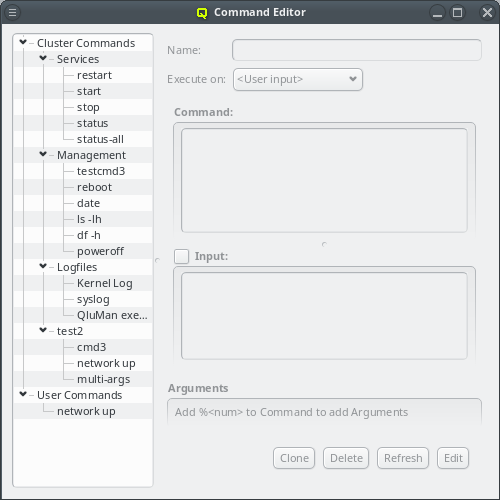 Command Editor
Cluster Commands
Services
restart
start
stop
status
status-all
Management
testcmd3
reboot
date
ls -lh
df -h
poweroff
Logfiles
Kernel Log
syslog
QluMan exe...
test2
cmd3
network up
multi-args
User Commands
network up
Name:
Execute on: <User input>
Command:
Input:
Arguments
Add %<num> to Command to add Arguments
Clone Delete Refresh Edit